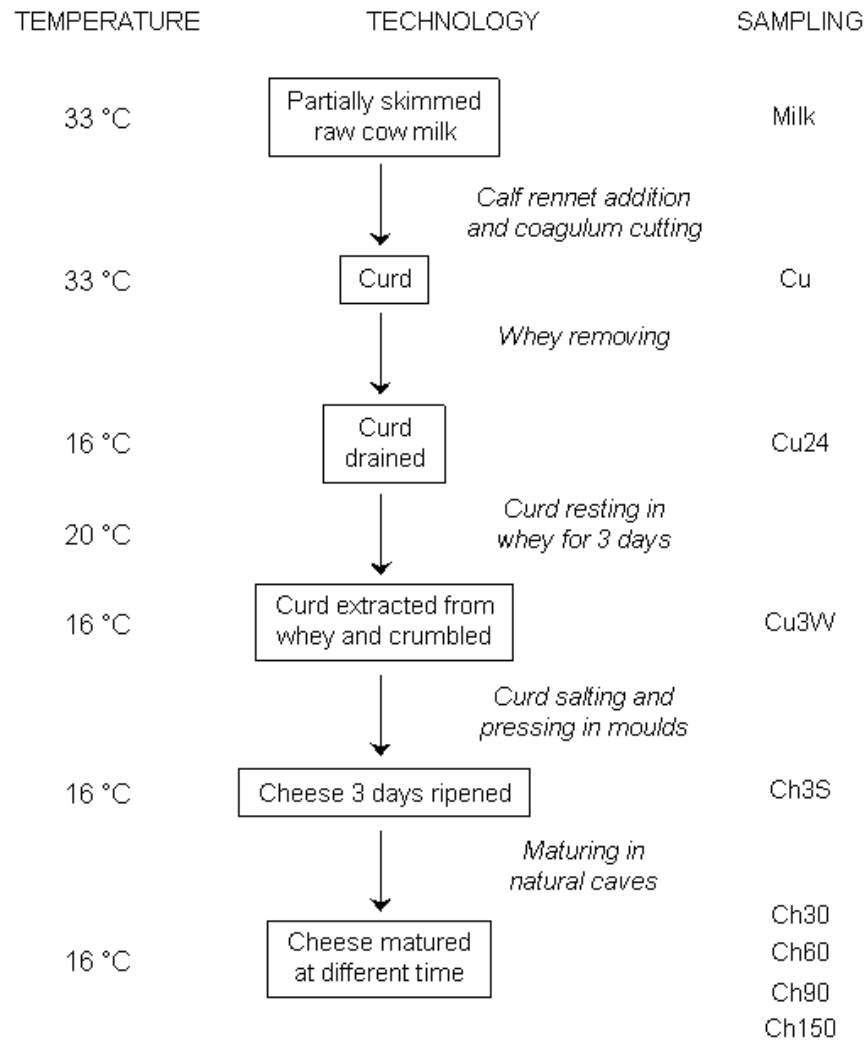 TEMPERATURE TECHNOLOGY SAMPLING
33 °C Partially skimmed raw cow milk Milk
Calf rennet addition
and coagulum cutting
33 °C Curd Cu
Whey removing
16 °C Curd drained Cu24
20 °C Curd resting in whey for 3 days
16 °C Curd extracted from whey and crumbled Cu3W
Curd salting and
pressing in moulds
16 °C Cheese 3 days ripened Ch3S
Maturing in
natural caves
16 °C Cheese matured at different time
Ch30
Ch60
Ch90
Ch150